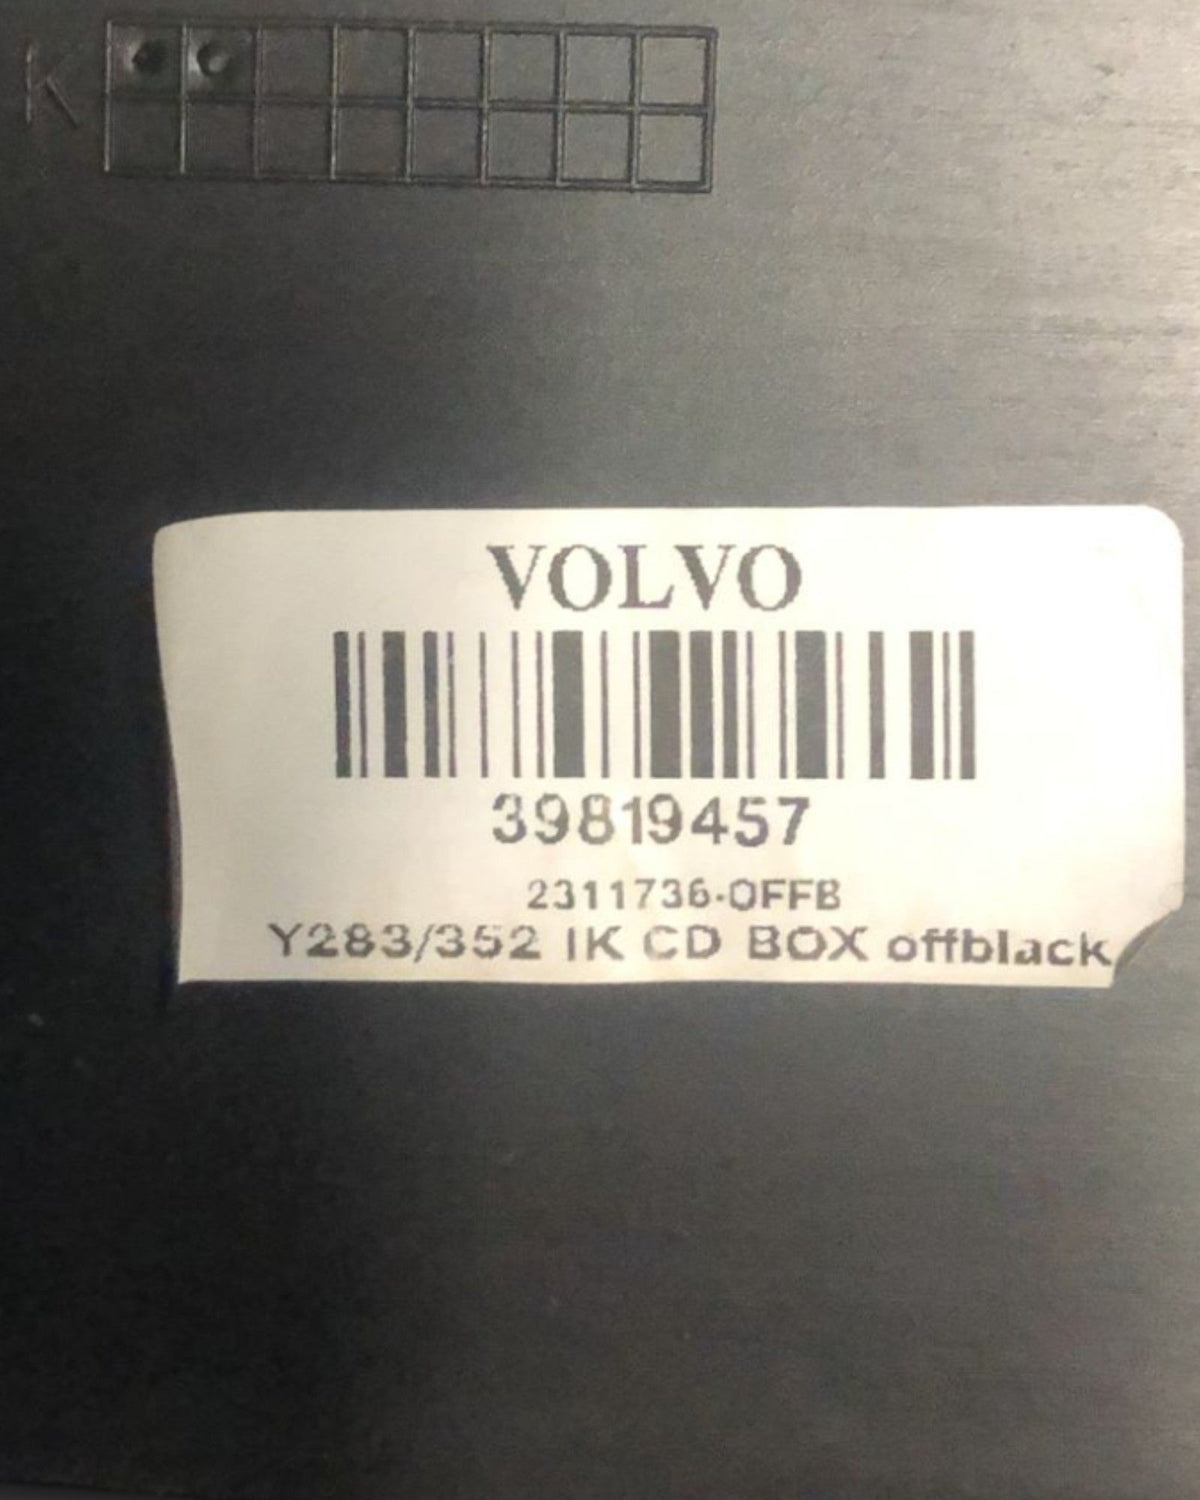 K
VOLVO
39819457
2311736-OFFB
Y283/352 IK CD BOX offblack